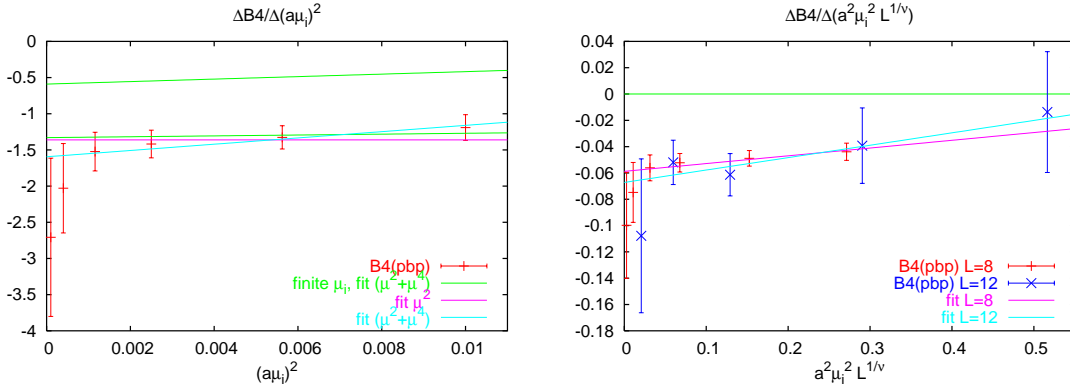 ΔB4/Δ(aμi)²
0
-0.5
-1
-1.5
-2
-2.5
-3
-3.5
-4
0
0.002
0.004
0.006
0.008
0.01
(aμi)²
B4(pbp)
finite μi, fit (μ²+μ⁴)
fit μ²
fit (μ²+μ⁴)
ΔB4/Δ(a²μi² L^1/ν)
0.04
0.02
0
-0.02
-0.04
-0.06
-0.08
-0.1
-0.12
-0.14
-0.16
-0.18
0
0.1
0.2
0.3
0.4
0.5
a²μi² L^1/ν
B4(pbp) L=8
B4(pbp) L=12
fit L=8
fit L=12